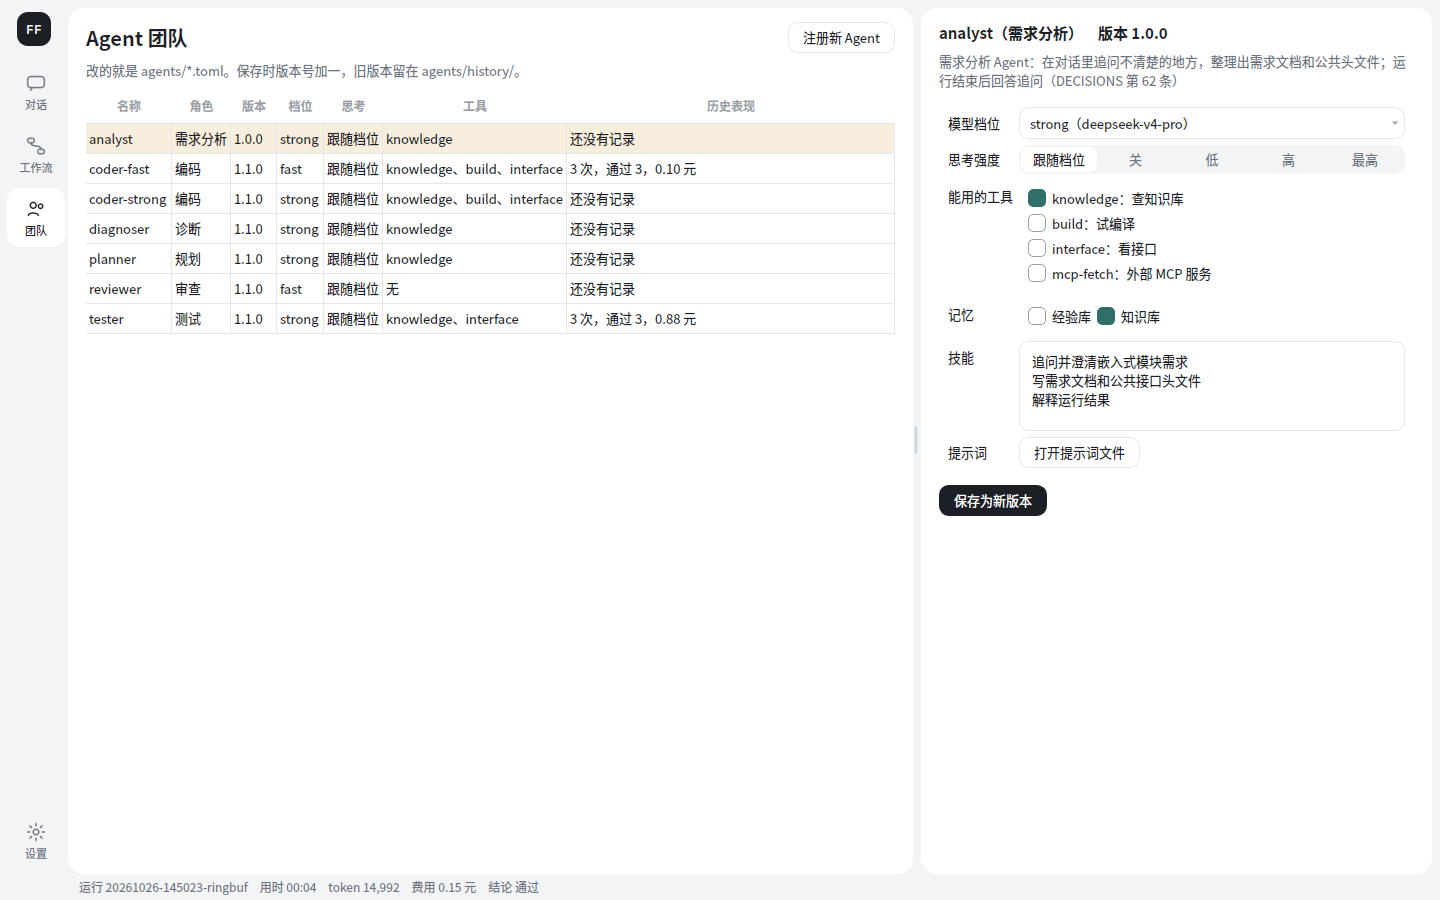 FF
对话
工作流
团队
设置
Agent 团队
注册新 Agent
改的就是 agents/*.toml。保存时版本号加一，旧版本留在 agents/history/。
名称 角色 版本 档位 思考 工具 历史表现
analyst 需求分析 1.0.0 strong 跟随档位 knowledge 还没有记录
coder-fast 编码 1.1.0 fast 跟随档位 knowledge、build、interface 3 次，通过 3，0.10 元
coder-strong 编码 1.1.0 strong 跟随档位 knowledge、build、interface 还没有记录
diagnoser 诊断 1.1.0 strong 跟随档位 knowledge 还没有记录
planner 规划 1.1.0 strong 跟随档位 knowledge 还没有记录
reviewer 审查 1.1.0 fast 跟随档位 无 还没有记录
tester 测试 1.1.0 strong 跟随档位 knowledge、interface 3 次，通过 3，0.88 元
analyst（需求分析） 版本 1.0.0
需求分析 Agent：在对话里追问不清楚的地方，整理出需求文档和公共头文件；运
行结束后回答追问（DECISIONS 第 62 条）
模型档位 strong（deepseek-v4-pro）
思考强度 跟随档位 关 低 高 最高
能用的工具 knowledge：查知识库
build：试编译
interface：看接口
mcp-fetch：外部 MCP 服务
记忆 经验库 知识库
技能 追问并澄清嵌入式模块需求
写需求文档和公共接口头文件
解释运行结果
提示词 打开提示词文件
保存为新版本
运行 20261026-145023-ringbuf 用时 00:04 token 14,992 费用 0.15 元 结论 通过